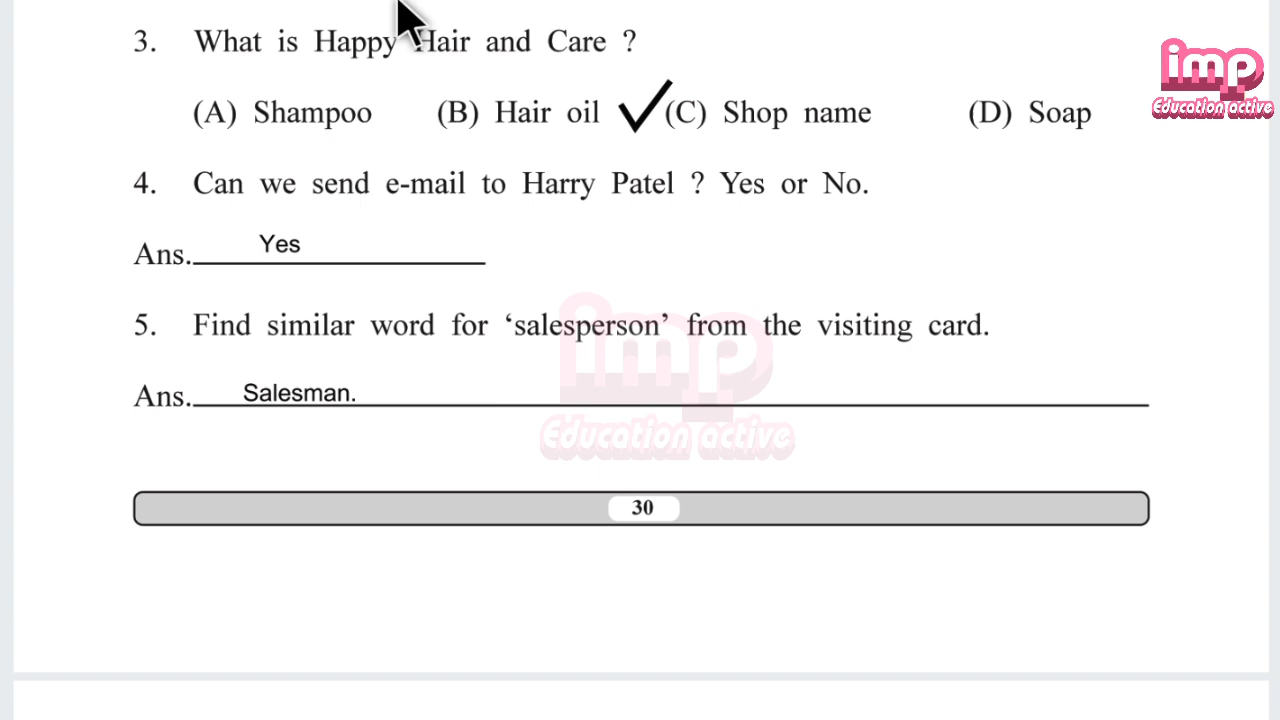 3. What is Happy Hair and Care ?
(A) Shampoo (B) Hair oil (C) Shop name (D) Soap
4. Can we send e-mail to Harry Patel ? Yes or No.
Ans. Yes
5. Find similar word for ‘salesperson’ from the visiting card.
Ans. Salesman.
30
imp
Education active
imp
Education active